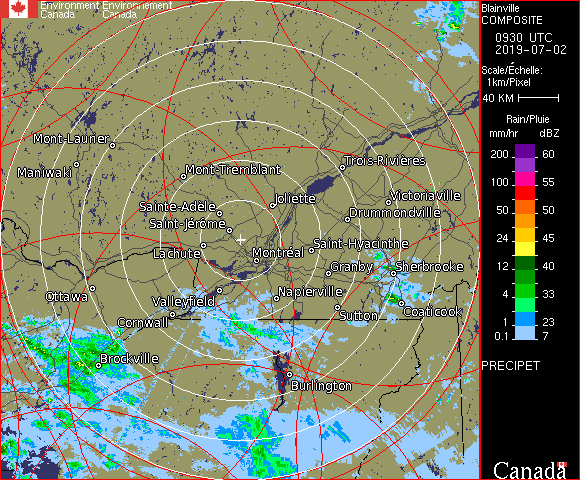 Environment Environnement
Canada Canada
Blainville
COMPOSITE
0930 UTC
2019-07-02
Scale/Échelle:
1km/Pixel
40 KM
Rain/Pluie
mm/hr dBZ
200 60
100 55
50 50
24 45
12 40
4 33
1 23
0.1 7
PRECIPET
Mont-Laurier
Maniwaki
Mont-Tremblant
Trois-Rivières
Sainte-Adèle
Joliette
Victoriaville
Saint-Jérôme
Drummondville
Lachute
Montréal
Saint-Hyacinthe
Granby
Sherbrooke
Ottawa
Valleyfield
Napierville
Cornwall
Sutton
Coaticook
Brockville
Burlington
Canada